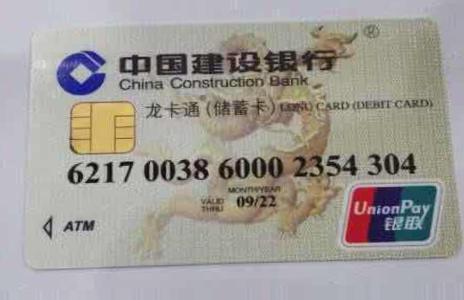 中国建设银行®
China Construction Bank
龙卡通(储蓄卡) LONG CARD (DEBIT CARD)
6217 0038 6000 2354 304
MONTH/YEAR
VALID THRU 09/22
ATM
UnionPay
银联